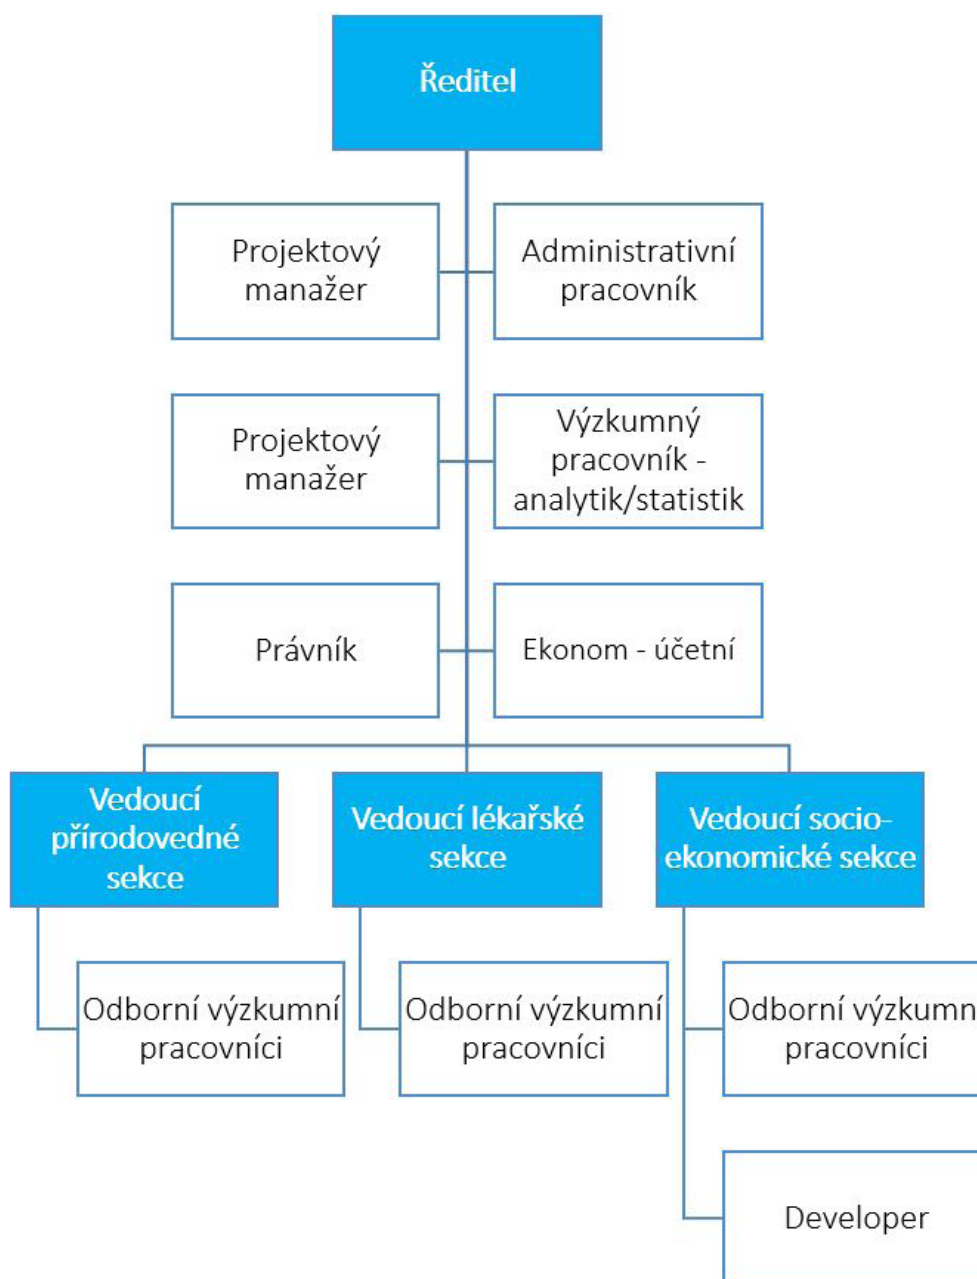 Ředitel
Projektový
manažer
Administrativní
pracovník
Projektový
manažer
Výzkumný
pracovník -
analytik/statistik
Právník
Ekonom - účetní
Vedoucí
přírodovedné
sekce
Vedoucí lékařské
sekce
Vedoucí socio-
ekonomické sekce
Odborní výzkumní
pracovníci
Odborní výzkumní
pracovníci
Odborní výzkumn
pracovníci
Developer